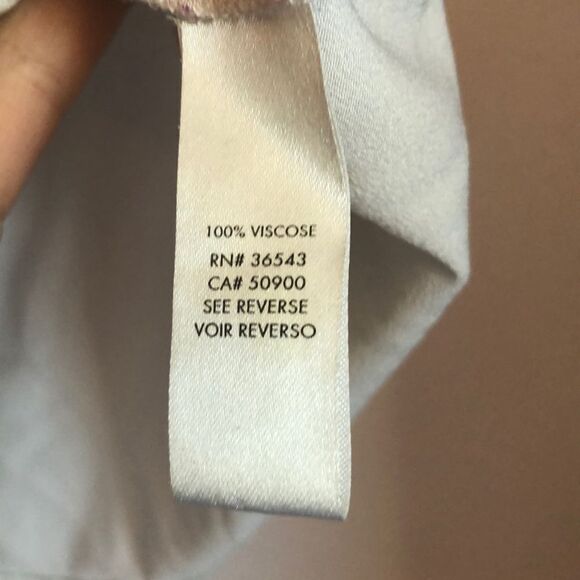 100% VISCOSE
RN# 36543
CA# 50900
SEE REVERSE
VOIR REVERSO